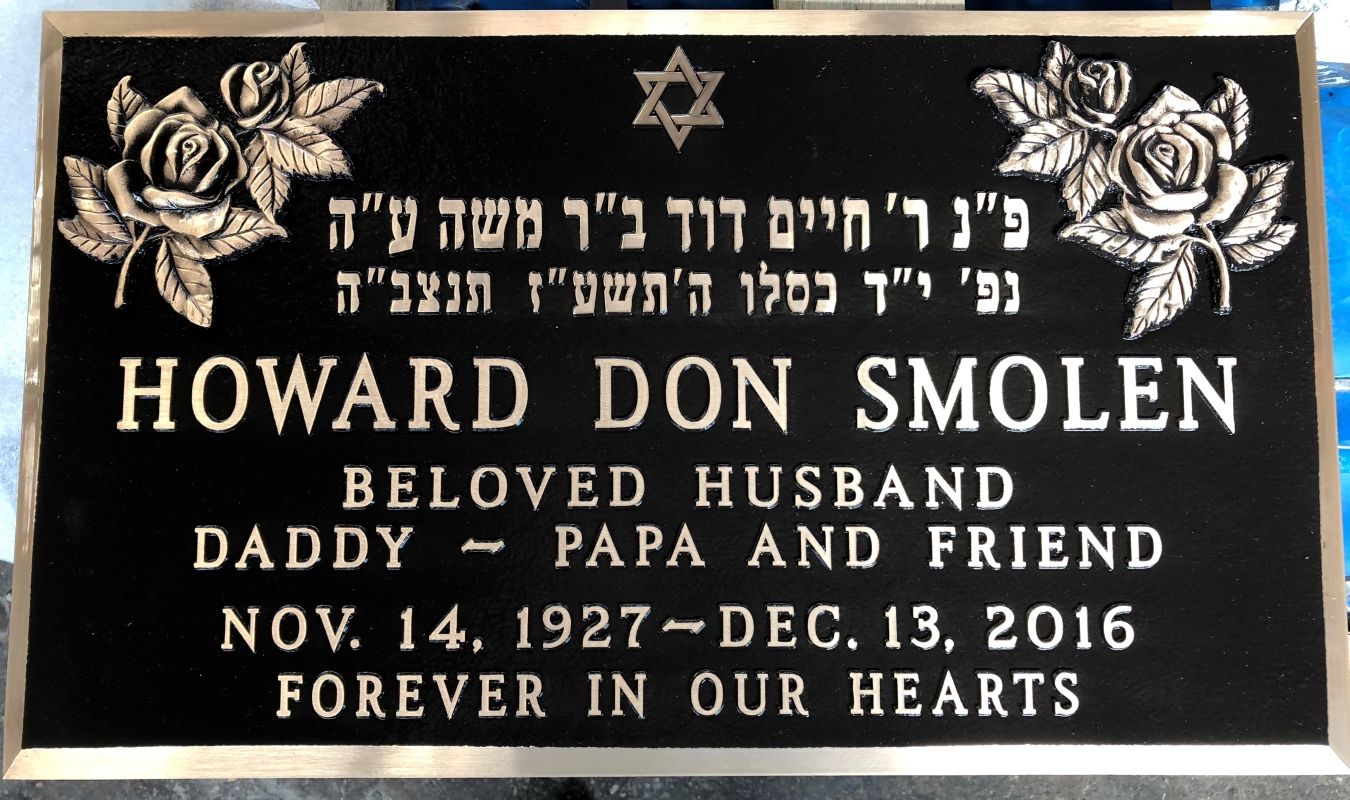 פ"נ ר' חיים דוד ב"ר משה ע"ה
נפ' י"ד כסלו ה'תשע"ז תנצב"ה
HOWARD DON SMOLEN
BELOVED HUSBAND
DADDY ~ PAPA AND FRIEND
NOV. 14, 1927~DEC. 13, 2016
FOREVER IN OUR HEARTS